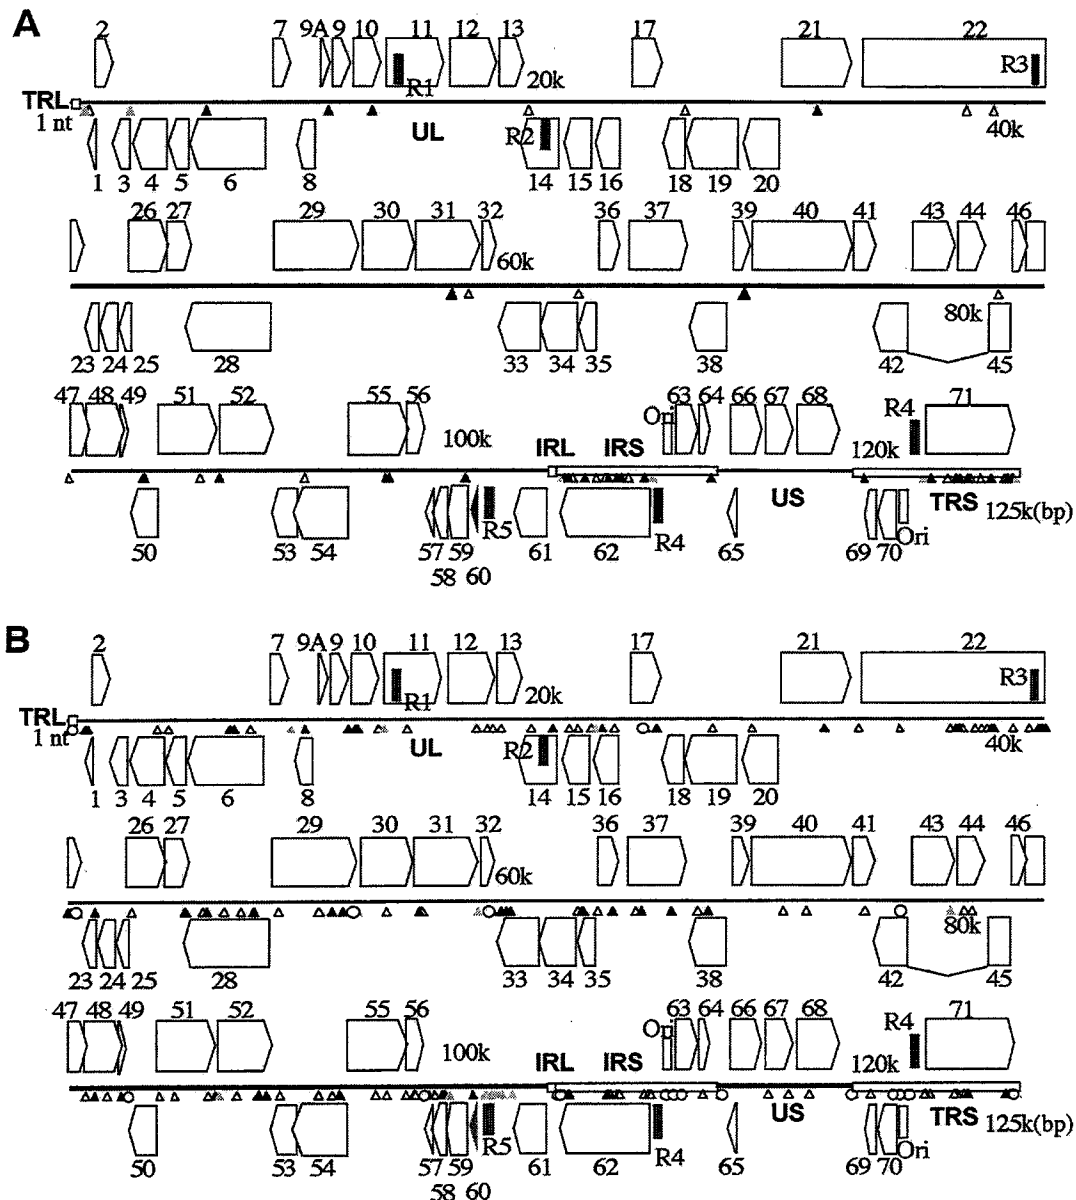 A
2 7 9A 9 10 11 12 13 17 21 22
R1 20k R3
TRL
1 nt UL R2 40k
1 3 4 5 6 8 14 15 16 18 19 20
26 27 29 30 31 32 36 37 39 40 41 43 44 46
60k
80k
23 24 25 28 33 34 35 38 42 45
47 48 49 51 52 55 56 63 64 66 67 68 71
Ori R4
100k IRL IRS 120k
US TRS 125k(bp)
R5 R4 Ori
50 53 54 57 59 61 62 65 69 70
58 60
B
2 7 9A 9 10 11 12 13 17 21 22
R1 20k R3
TRL
1 nt UL R2 40k
1 3 4 5 6 8 14 15 16 18 19 20
26 27 29 30 31 32 36 37 39 40 41 43 44 46
60k
80k
23 24 25 28 33 34 35 38 42 45
47 48 49 51 52 55 56 63 64 66 67 68 71
Ori R4
100k IRL IRS 120k
US TRS 125k(bp)
R5 R4 Ori
50 53 54 57 59 61 62 65 69 70
58 60